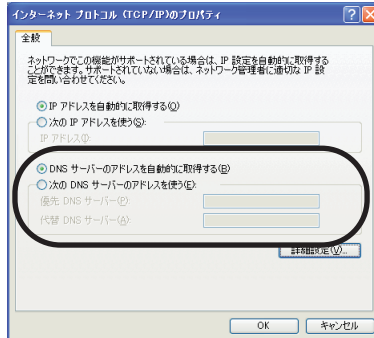 インターネット プロトコル (TCP/IP)のプロパティ
全般
ネットワークでこの機能がサポートされている場合は、IP 設定を自動的に取得する
ことができます。サポートされていない場合は、ネットワーク管理者に適切な IP 設
定を問い合わせてください。
IP アドレスを自動的に取得する(O)
次の IP アドレスを使う(S):
IP アドレス(I):
DNS サーバーのアドレスを自動的に取得する(B)
次の DNS サーバーのアドレスを使う(E):
優先 DNS サーバー(P):
代替 DNS サーバー(A):
詳細設定(V)...
OK
キャンセル